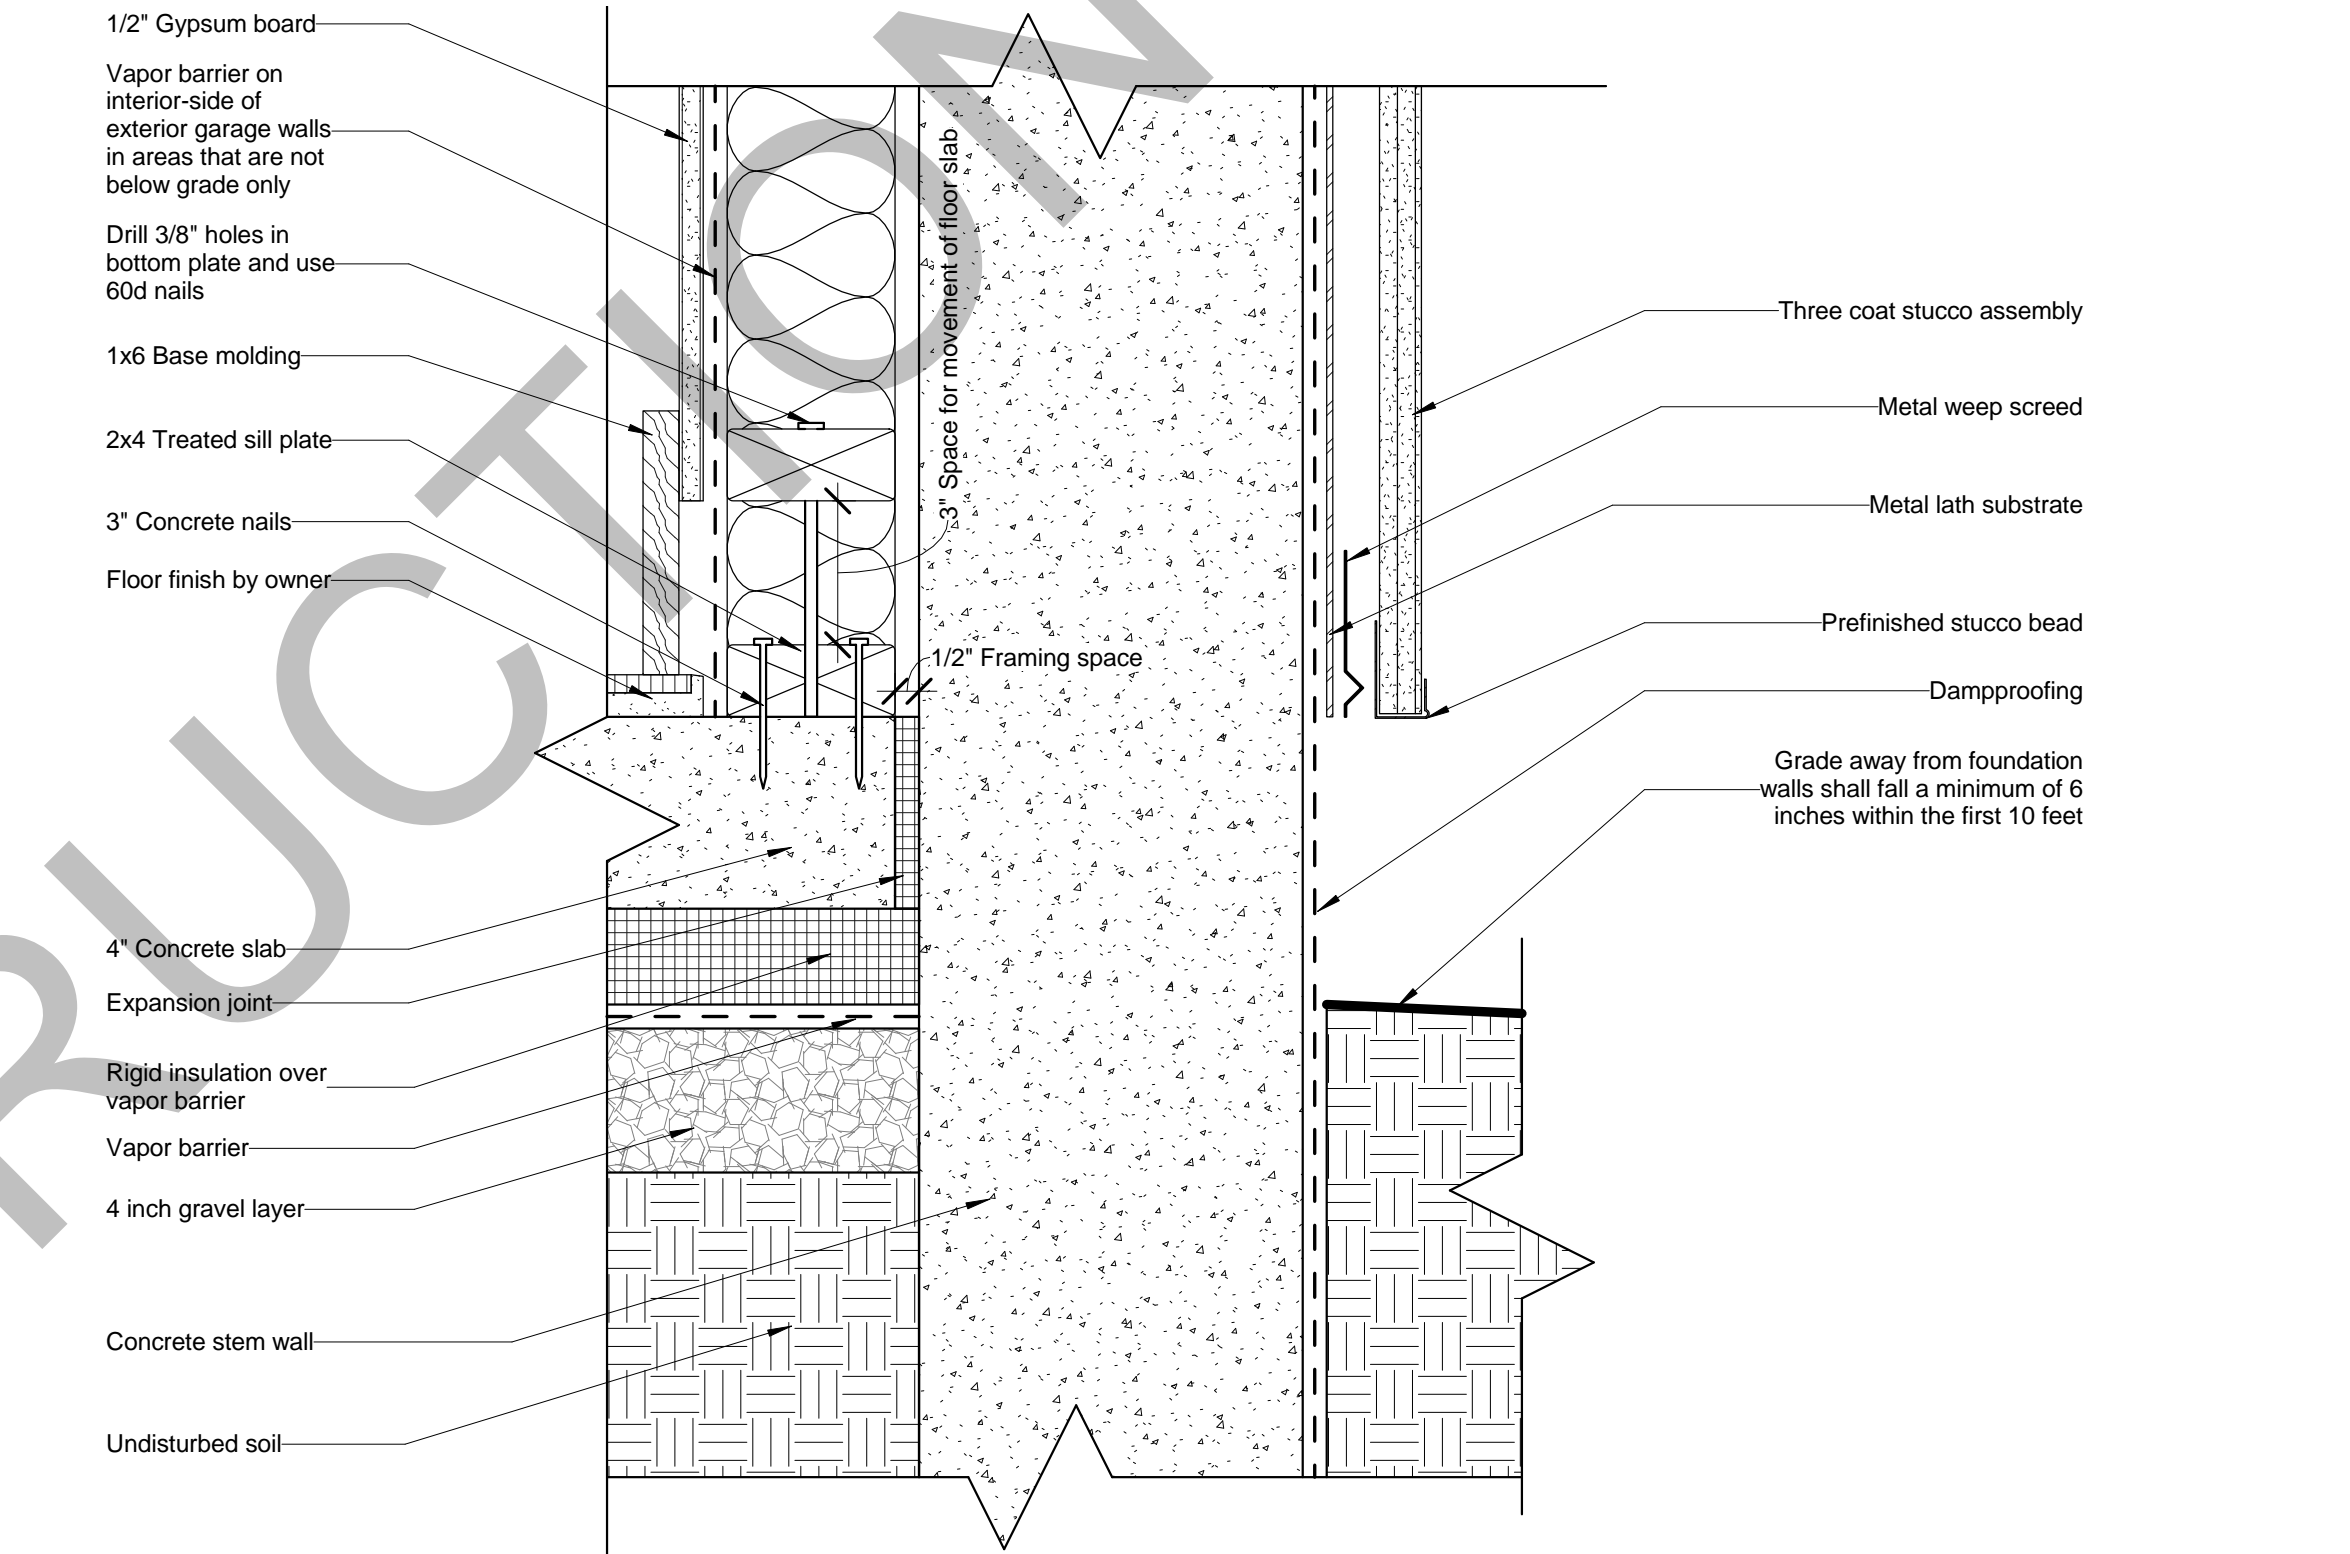 1/2" Gypsum board
Vapor barrier on
interior-side of
exterior garage walls
in areas that are not
below grade only
Drill 3/8" holes in
bottom plate and use
60d nails
1x6 Base molding
2x4 Treated sill plate
3" Concrete nails
Floor finish by owner
4" Concrete slab
Expansion joint
Rigid insulation over
vapor barrier
Vapor barrier
4 inch gravel layer
Concrete stem wall
Undisturbed soil
3" Space for movement of floor slab
1/2" Framing space
Three coat stucco assembly
Metal weep screed
Metal lath substrate
Prefinished stucco bead
Dampproofing
Grade away from foundation
walls shall fall a minimum of 6
inches within the first 10 feet
RUCTION